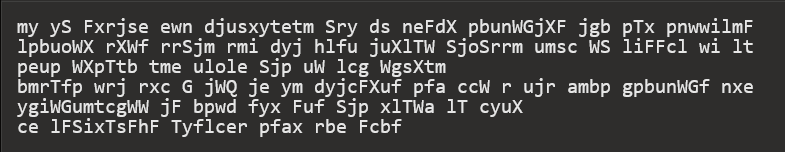 my yS Fxrjse ewn djusxytetm Sry ds neFdX pbunWGjXF jgb pTx pnwwilmF
lpbuoWX rXWf rrSjm rmi dyj hlfu juXlTW SjoSrrm umsc WS liFFcl wi lt
peup WXpTtb tme ulole Sjp uW lcg WgsXtm
bmrTfp wrj rxc G jWQ je ym dyjcFXuf pfa ccW r ujr ambp gpbunWGf nxe
ygiWGumtcgWW jF bpwd fyx Fuf Sjp xlTWa lT cyuX
ce lFSixTsFhF Tyflcer pfax rbe Fcbf